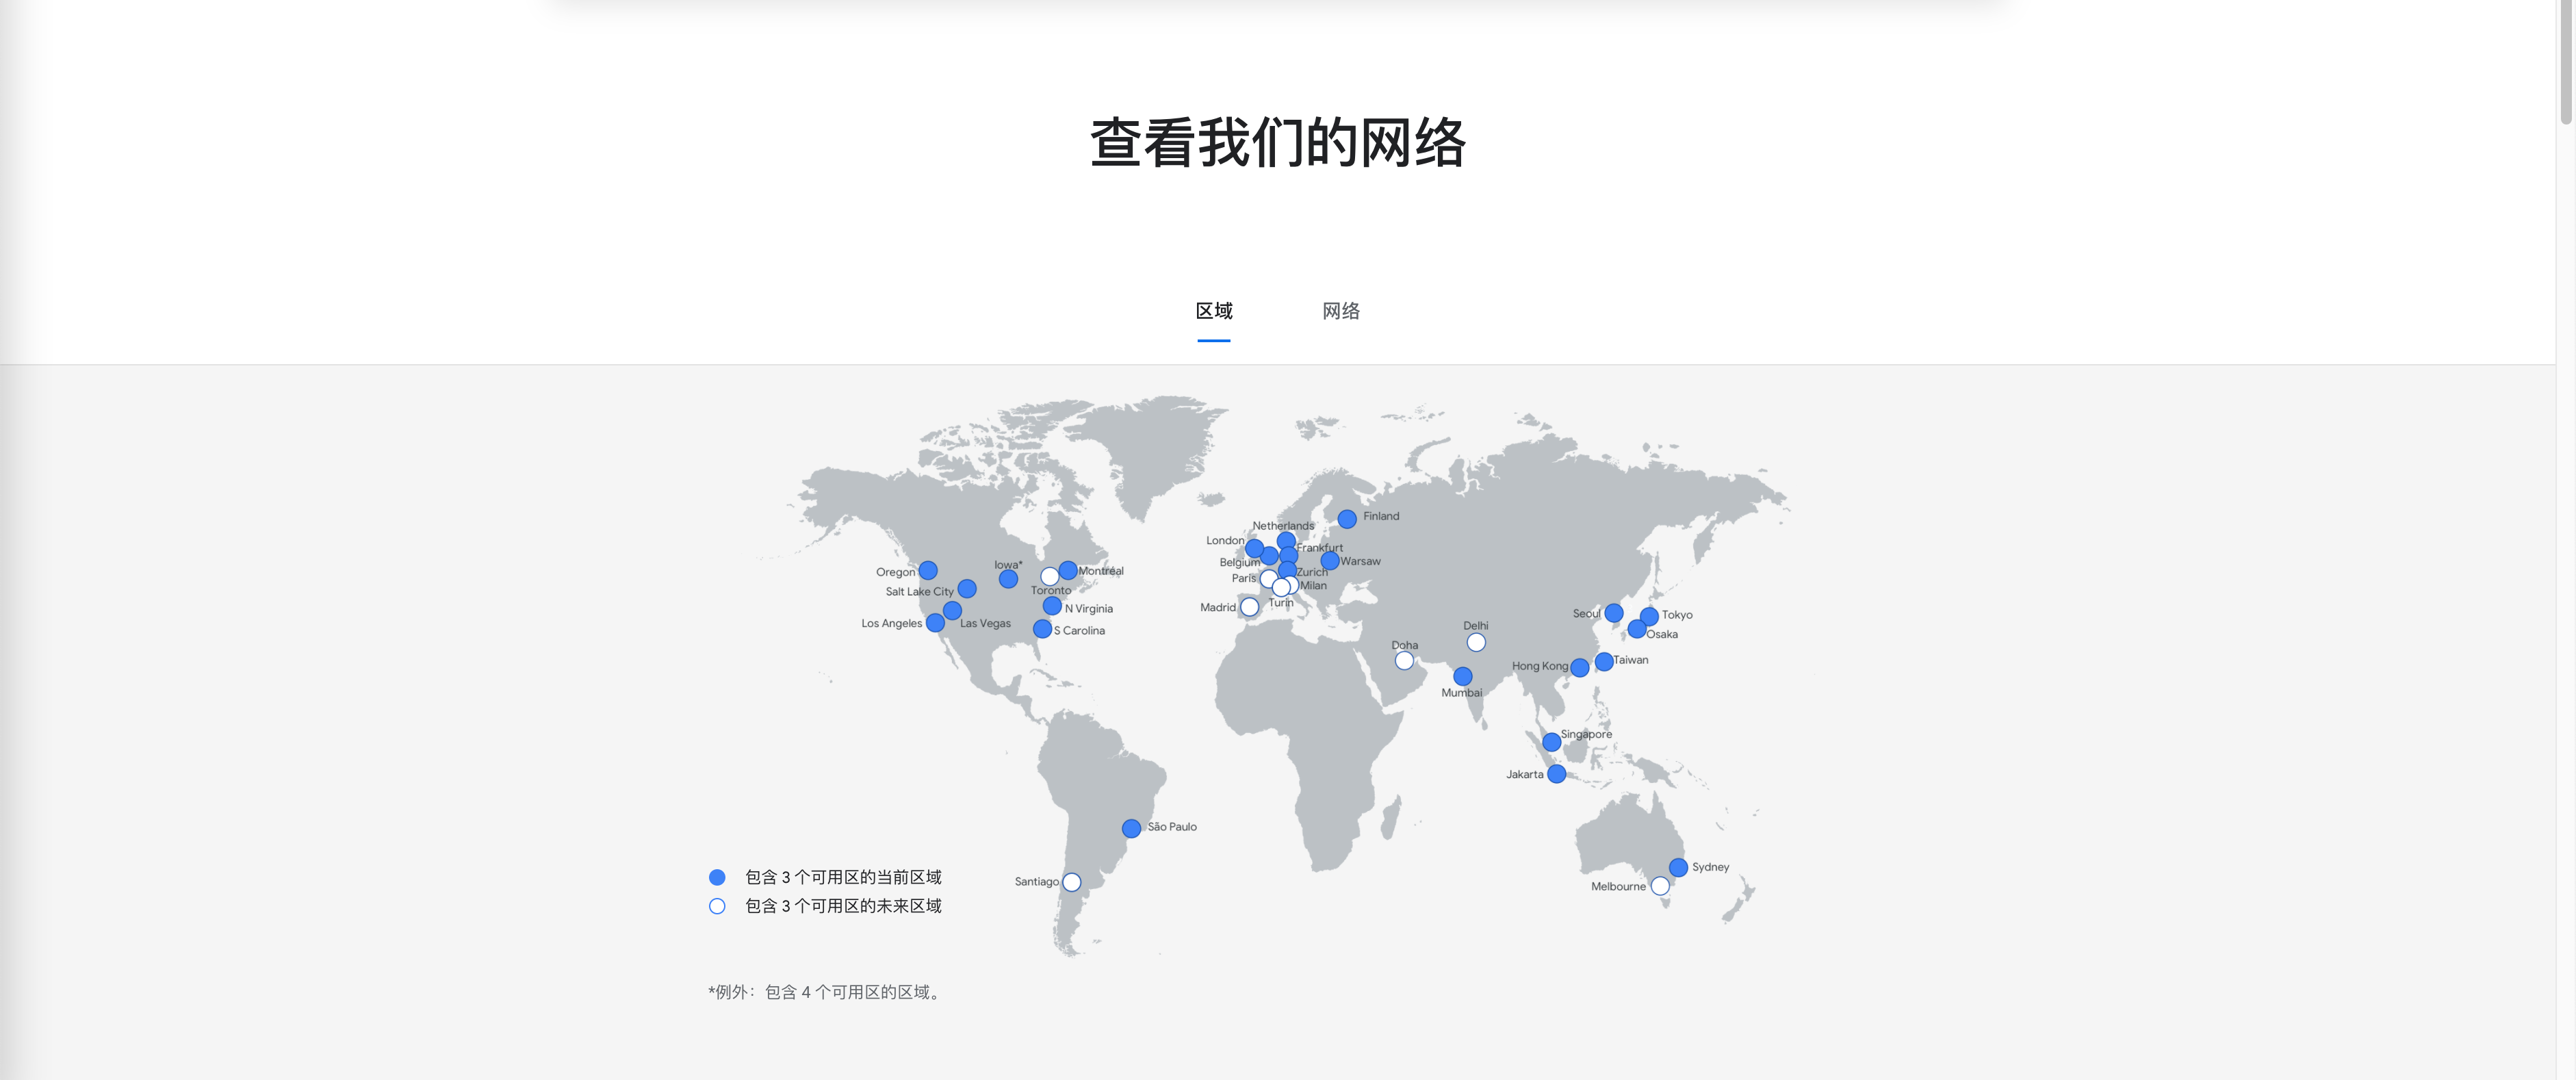 查看我们的网络
区域
网络
Finland
Netherlands
London
Frankfurt
Belgium
Warsaw
Iowa*
Oregon
Montréal
Zurich
Paris
Milan
Salt Lake City
Toronto
Turin
Madrid
N Virginia
Los Angeles
Las Vegas
S Carolina
Seoul
Tokyo
Osaka
Delhi
Doha
Taiwan
Hong Kong
Mumbai
Singapore
Jakarta
São Paulo
Sydney
Santiago
Melbourne
包含 3 个可用区的当前区域
包含 3 个可用区的未来区域
*例外：包含 4 个可用区的区域。